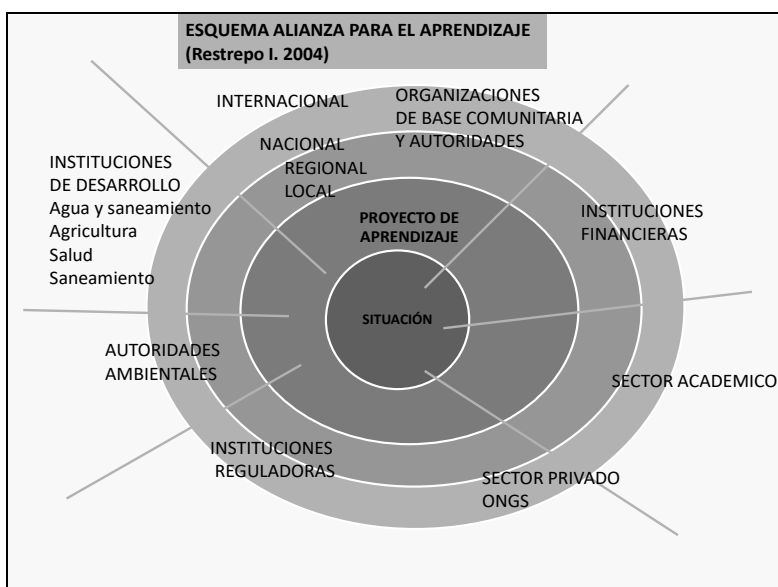 ESQUEMA ALIANZA PARA EL APRENDIZAJE
(Restrepo I. 2004)
INTERNACIONAL
ORGANIZACIONES
DE BASE COMUNITARIA
Y AUTORIDADES
NACIONAL
REGIONAL
LOCAL
INSTITUCIONES
DE DESARROLLO
Agua y saneamiento
Agricultura
Salud
Saneamiento
INSTITUCIONES
FINANCIERAS
PROYECTO DE
APRENDIZAJE
SITUACIÓN
AUTORIDADES
AMBIENTALES
SECTOR ACADEMICO
INSTITUCIONES
REGULADORAS
SECTOR PRIVADO
ONGS